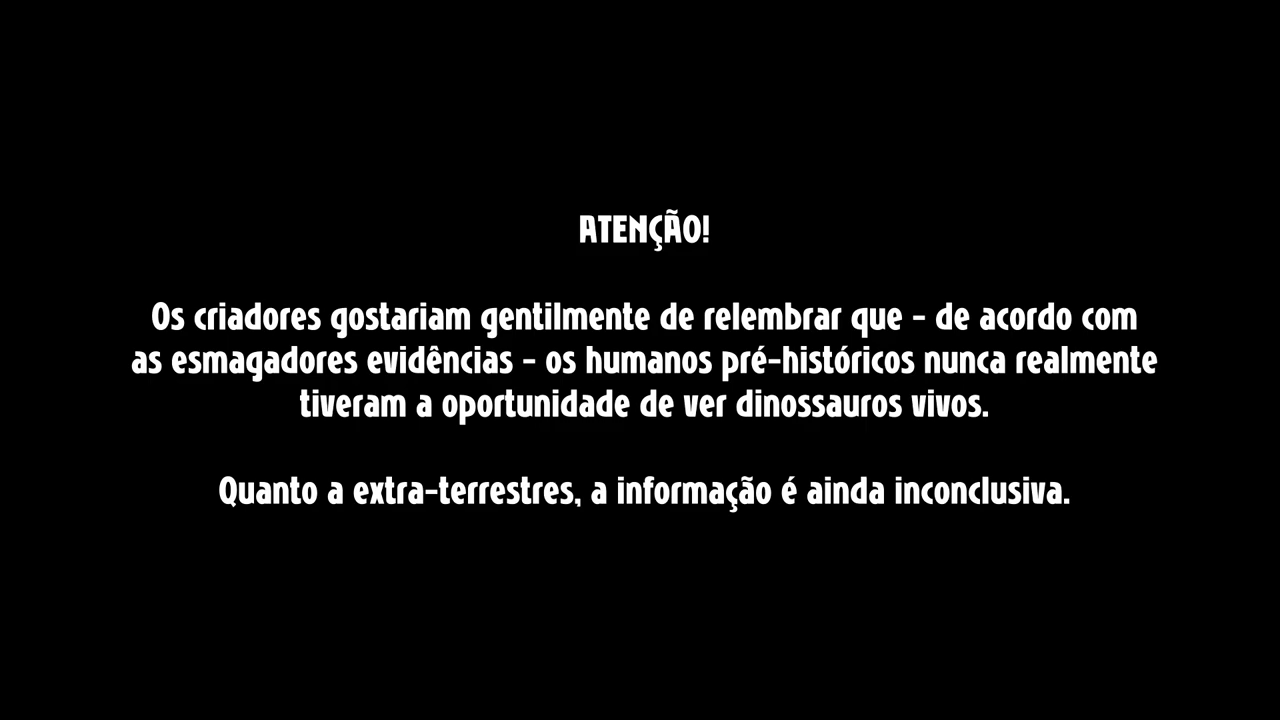 ATENÇÃO!
Os criadores gostariam gentilmente de relembrar que - de acordo com
as esmagadores evidências - os humanos pré-históricos nunca realmente
tiveram a oportunidade de ver dinossauros vivos.
Quanto a extra-terrestres, a informação é ainda inconclusiva.